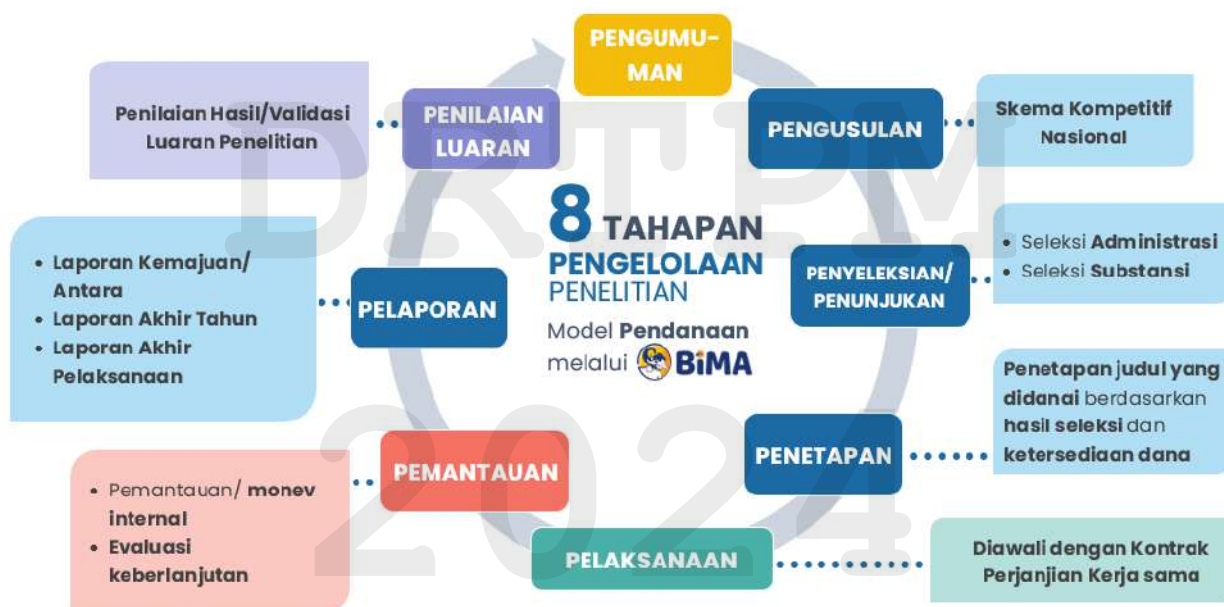 PENGUMU-
MAN
PENGUSULAN
Skema Kompetitif
Nasional
PENYELEKSIAN/
PENUNJUKAN
• Seleksi Administrasi
• Seleksi Substansi
PENETAPAN
Penetapan judul yang
didanai berdasarkan
hasil seleksi dan
ketersediaan dana
PELAKSANAAN
Diawali dengan Kontrak
Perjanjian Kerja sama
PEMANTAUAN
• Pemantauan/ monev
internal
• Evaluasi
keberlanjutan
PELAPORAN
• Laporan Kemajuan/
Antara
• Laporan Akhir Tahun
• Laporan Akhir
Pelaksanaan
PENILAIAN
LUARAN
Penilaian Hasil/Validasi
Luaran Penelitian
8 TAHAPAN
PENGELOLAAN
PENELITIAN
Model Pendanaan
melalui BiMA
DRTPM
2024